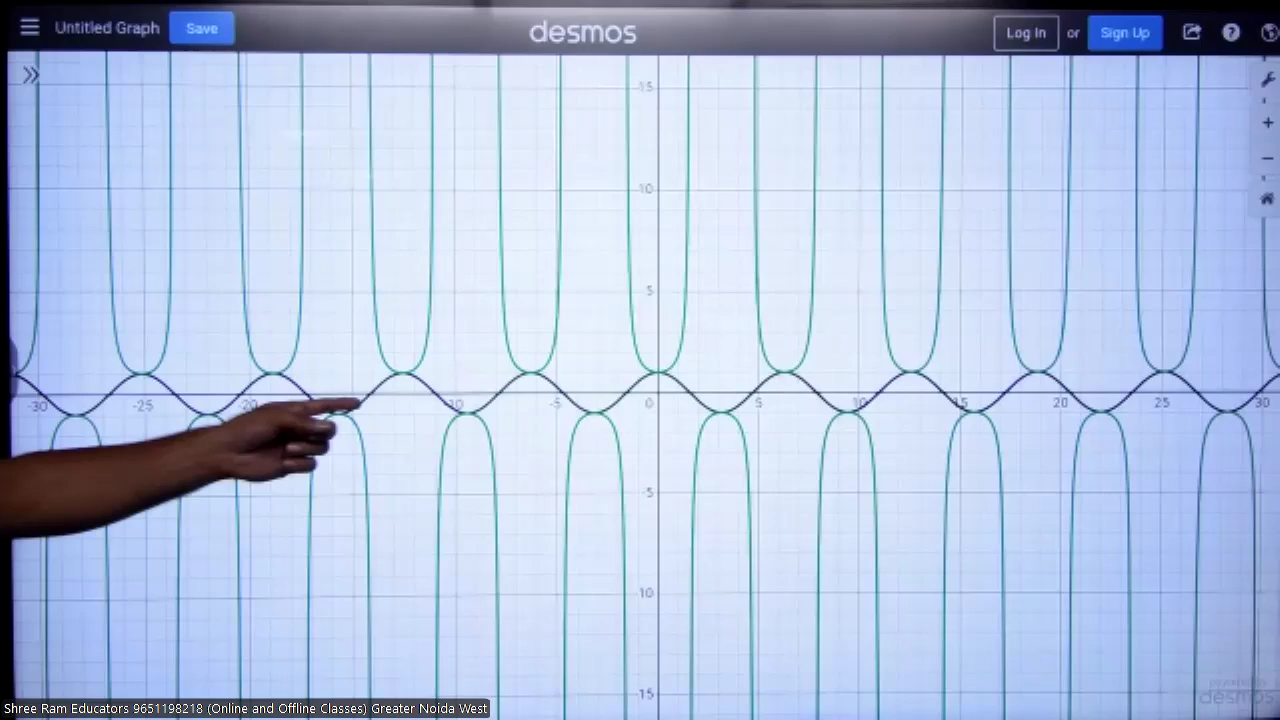 Untitled Graph Save desmos Log In or Sign Up
15
10
5
-30 -25 -20 -10 -5 0 5 10 15 20 25 30
5
10
15
desmos
Shree Ram Educators 9651198218 (Online and Offline Classes) Greater Noida West